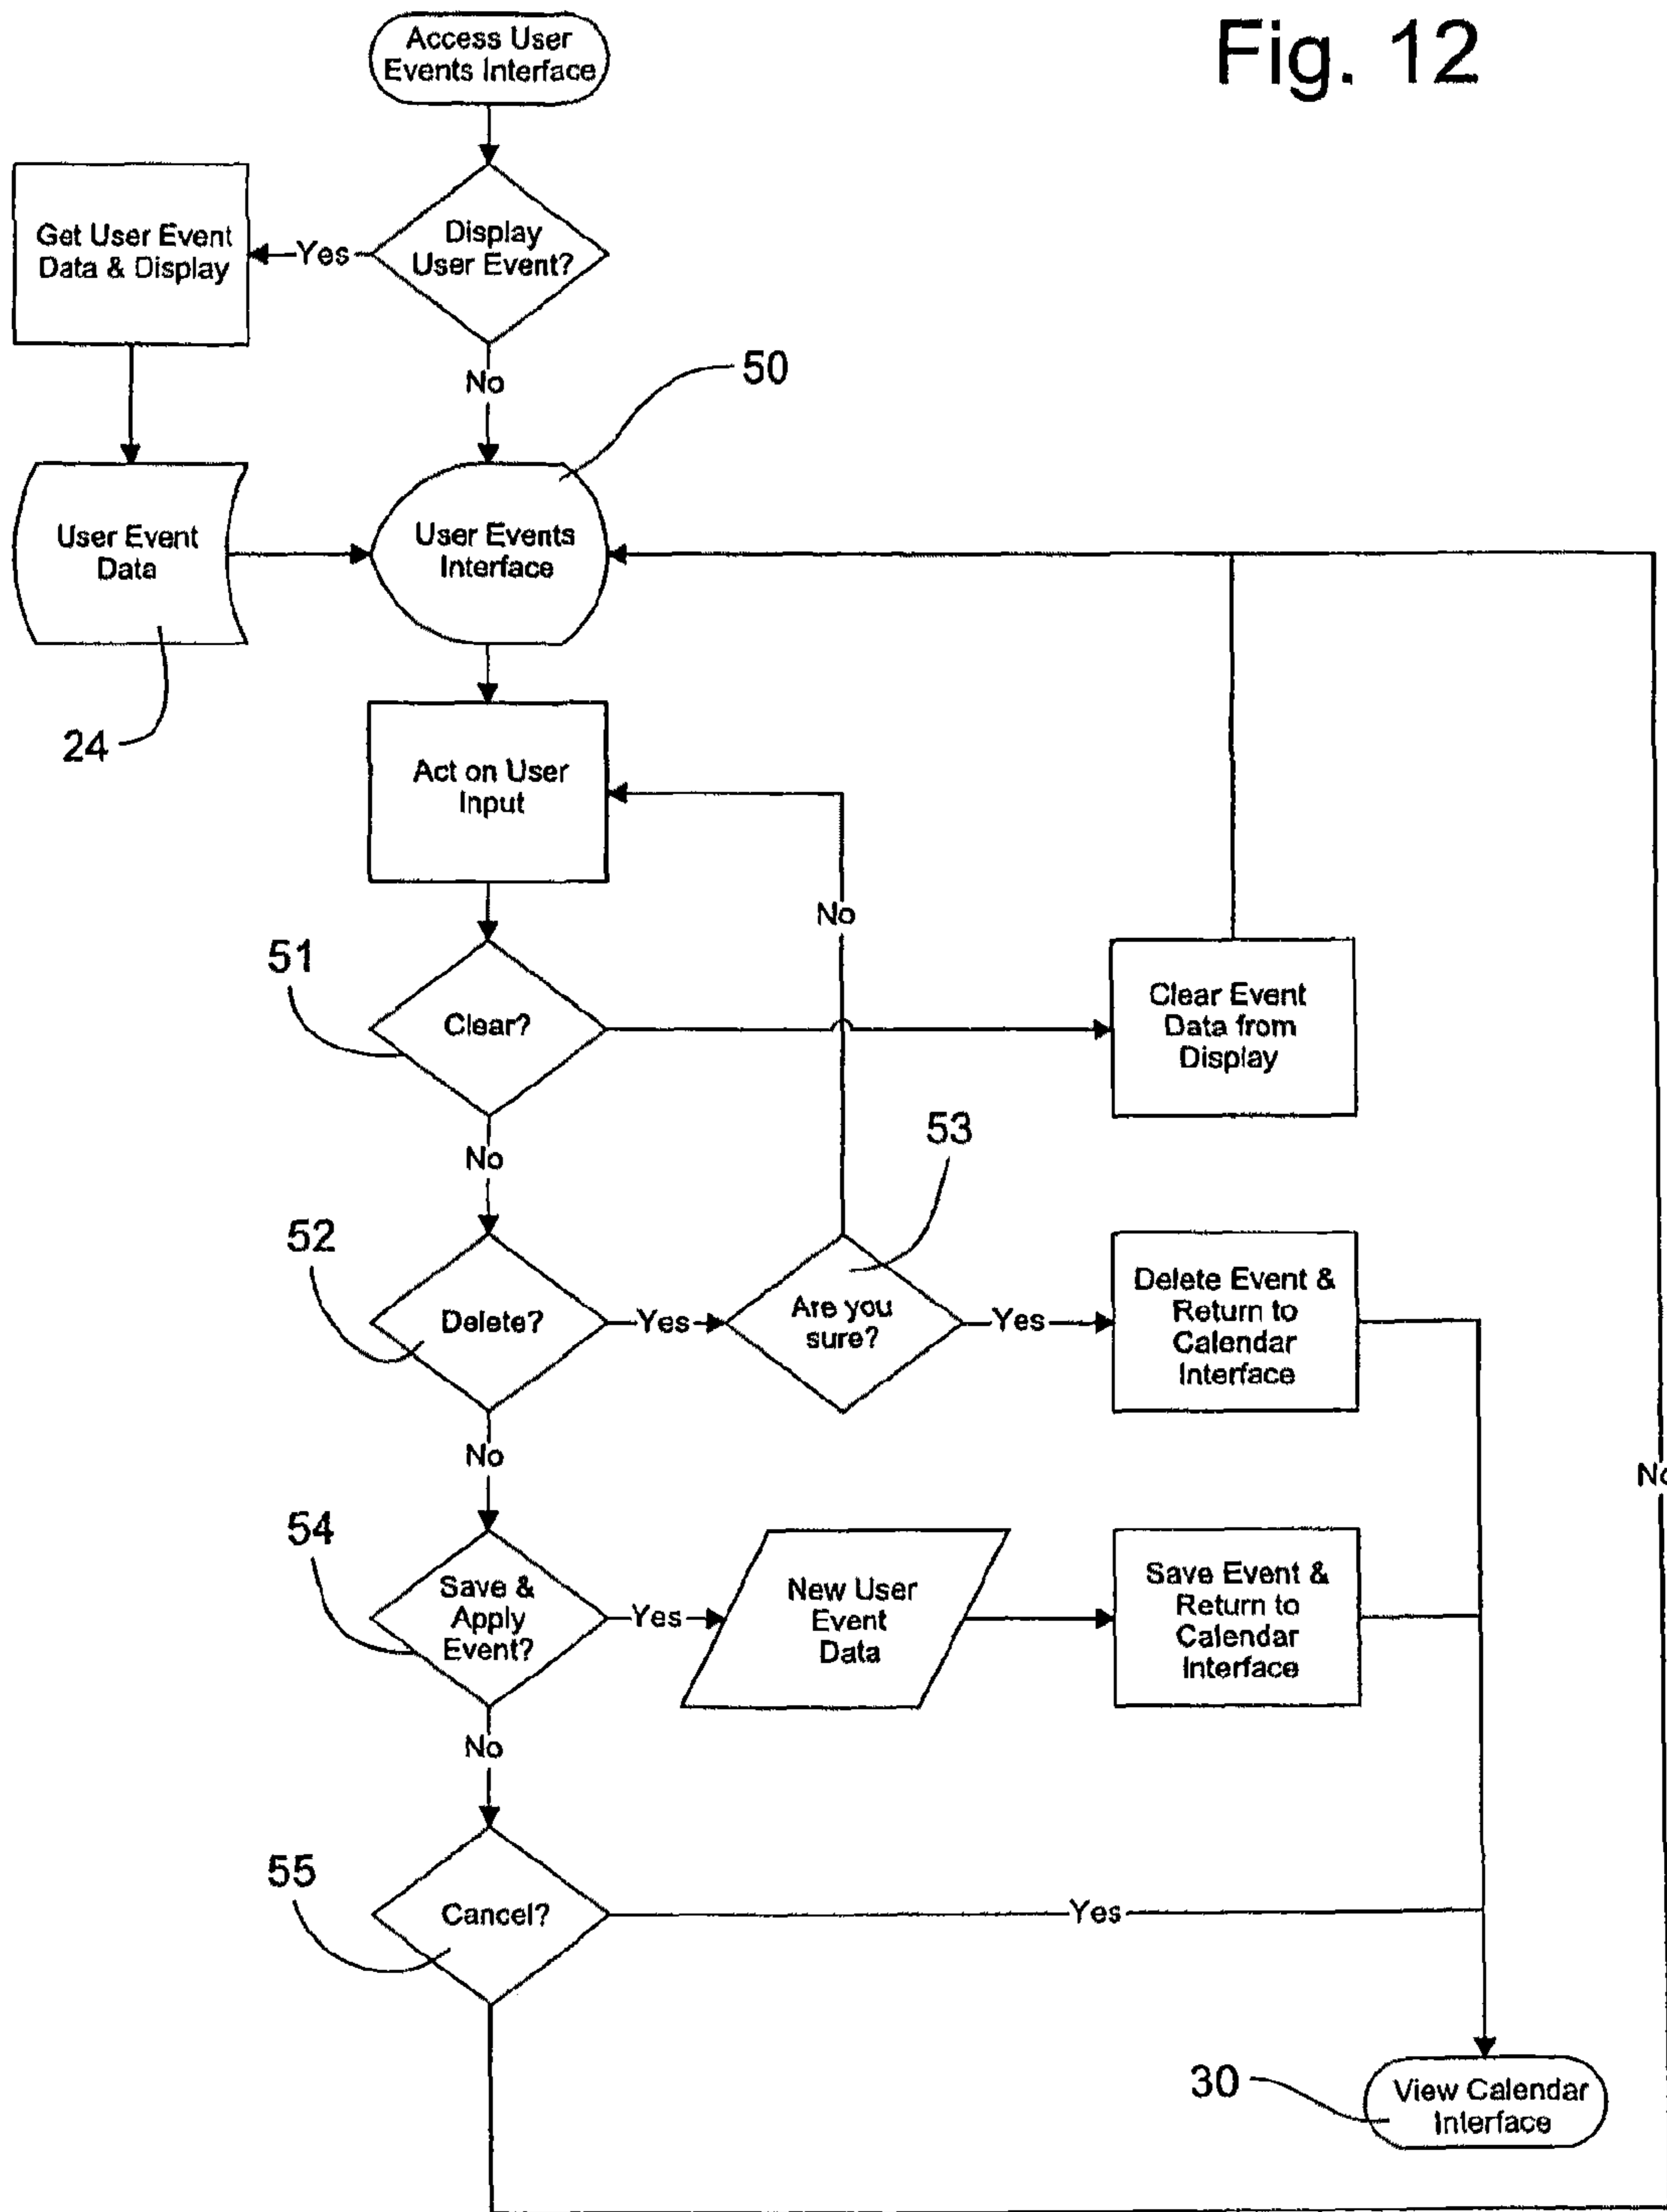 Fig. 12
Access User
Events Interface
Display
User Event?
Yes
Get User Event
Data & Display
No
50
User Event
Data
User Events
Interface
24
Act on User
Input
No
51
Clear?
Clear Event
Data from
Display
No
53
52
Delete?
Yes
Are you
sure?
Yes
Delete Event &
Return to
Calendar
Interface
No
No
54
Save &
Apply
Event?
Yes
New User
Event
Data
Save Event &
Return to
Calendar
Interface
No
55
Cancel?
Yes
30
View Calendar
Interface